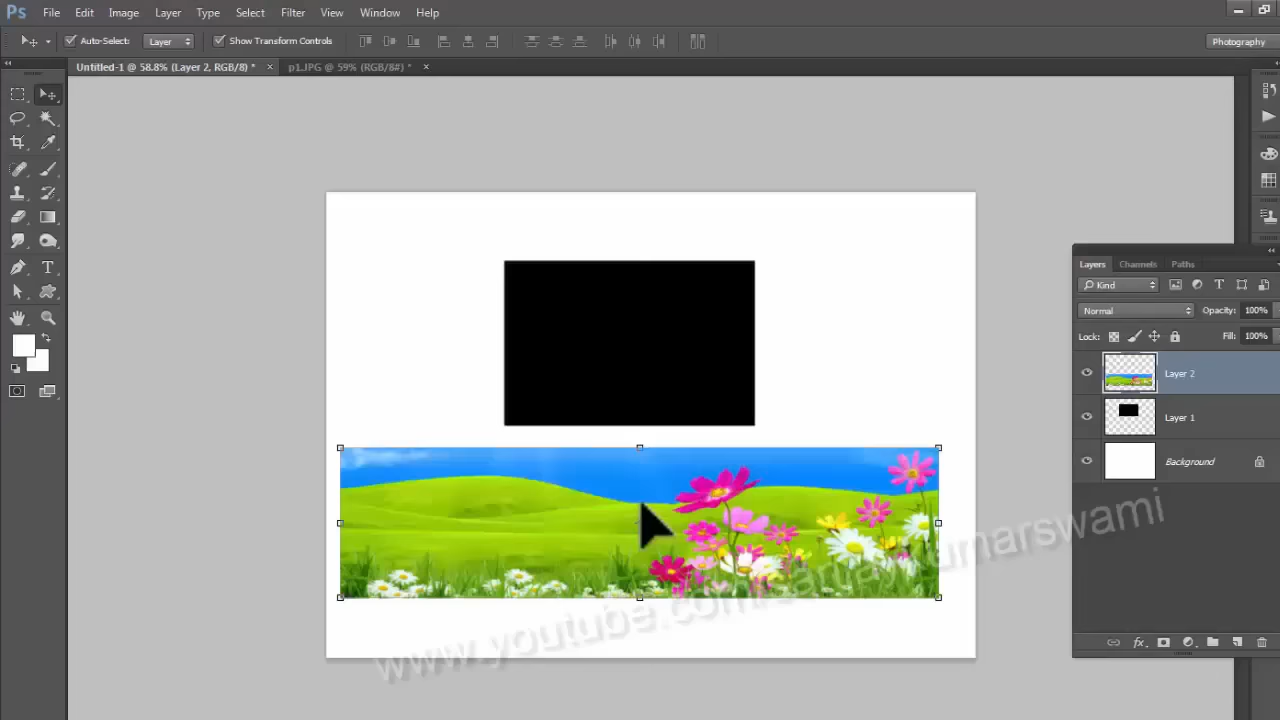 Ps File Edit Image Layer Type Select Filter View Window Help
Auto-Select: Layer Show Transform Controls Photography
Untitled-1 @ 58.8% (Layer 2, RGB/8) * × p1.JPG @ 59% (RGB/8#) * ×
Layers Channels Paths
Kind
Normal Opacity: 100%
Lock: Fill: 100%
Layer 2
Layer 1
Background
www.youtube.com/sanjaykumarswami